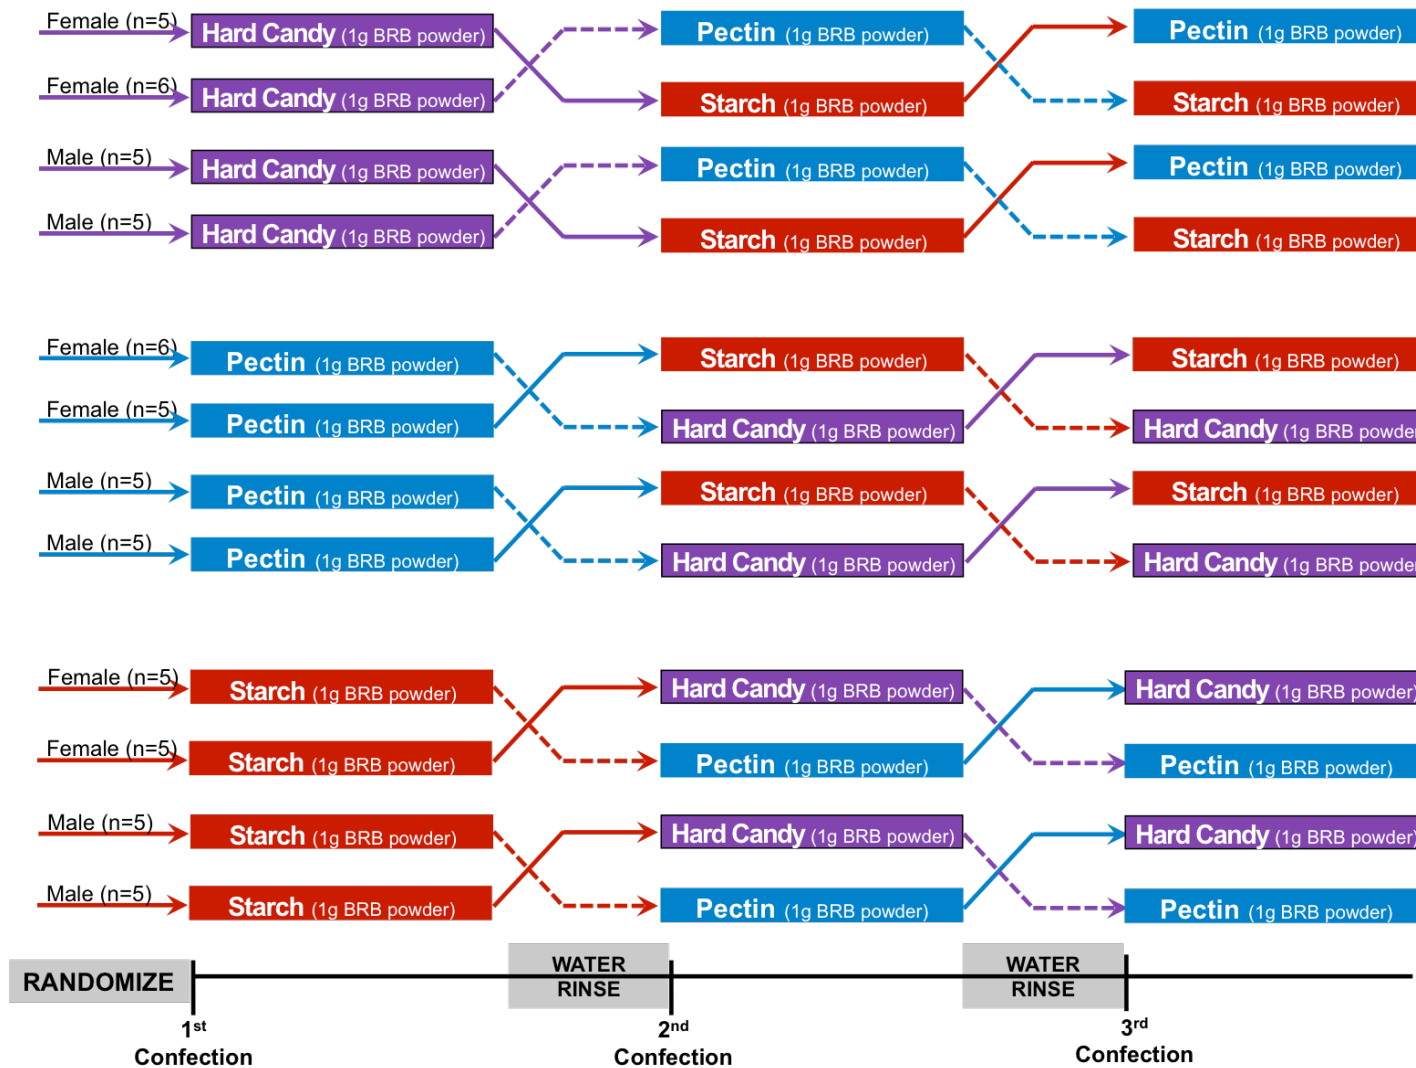 Female (n=5) Hard Candy (1g BRB powder) Pectin (1g BRB powder) Pectin (1g BRB powder)
Female (n=6) Hard Candy (1g BRB powder) Starch (1g BRB powder) Starch (1g BRB powder)
Male (n=5) Hard Candy (1g BRB powder) Pectin (1g BRB powder) Pectin (1g BRB powder)
Male (n=5) Hard Candy (1g BRB powder) Starch (1g BRB powder) Starch (1g BRB powder)
Female (n=6) Pectin (1g BRB powder) Starch (1g BRB powder) Starch (1g BRB powder)
Female (n=5) Pectin (1g BRB powder) Hard Candy (1g BRB powder) Hard Candy (1g BRB powder
Male (n=5) Pectin (1g BRB powder) Starch (1g BRB powder) Starch (1g BRB powder)
Male (n=5) Pectin (1g BRB powder) Hard Candy (1g BRB powder) Hard Candy (1g BRB powder
Female (n=5) Starch (1g BRB powder) Hard Candy (1g BRB powder) Hard Candy (1g BRB powder)
Female (n=5) Starch (1g BRB powder) Pectin (1g BRB powder) Pectin (1g BRB powder)
Male (n=5) Starch (1g BRB powder) Hard Candy (1g BRB powder) Hard Candy (1g BRB powder)
Male (n=5) Starch (1g BRB powder) Pectin (1g BRB powder) Pectin (1g BRB powder)
RANDOMIZE
WATER
RINSE
WATER
RINSE
1st
Confection
2nd
Confection
3rd
Confection